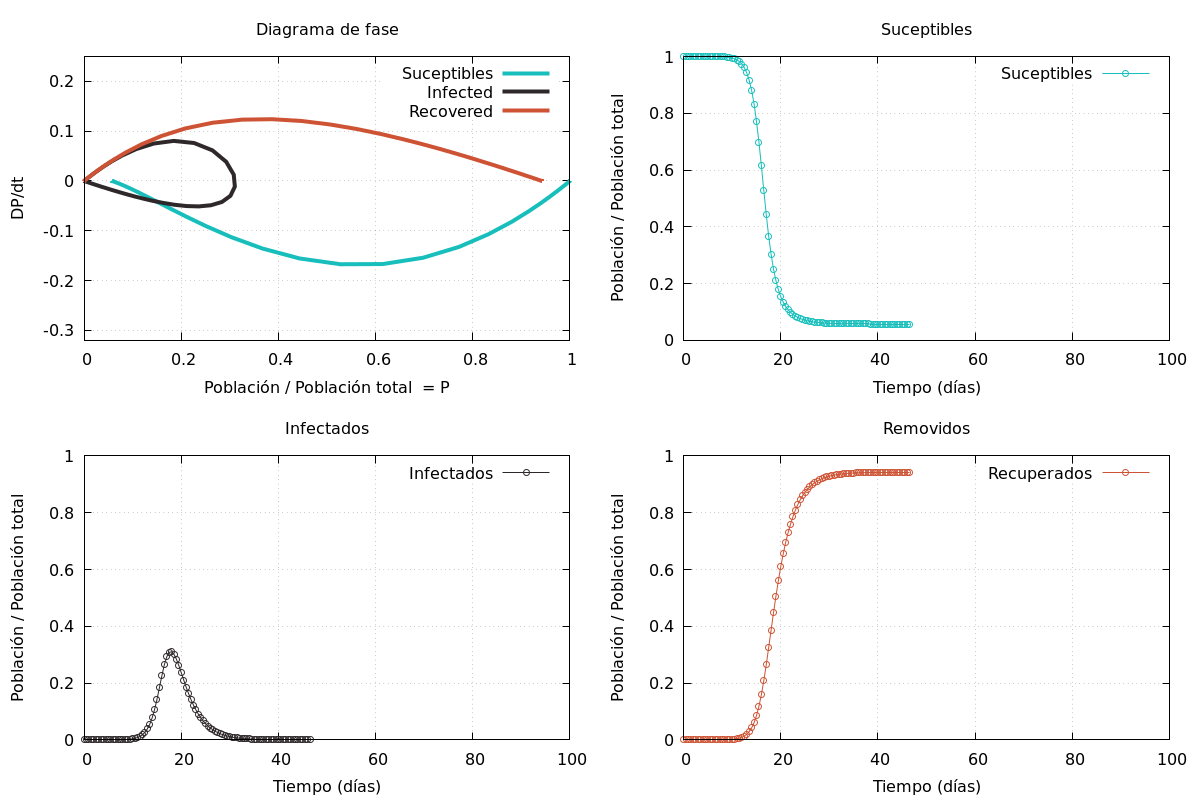 Diagrama de fase
0.2
0.1
0
-0.1
-0.2
-0.3
DP/dt
Suceptibles
Infected
Recovered
0 0.2 0.4 0.6 0.8 1
Población / Población total = P
Suceptibles
1
0.8
0.6
0.4
0.2
0
Población / Población total
Suceptibles
0 20 40 60 80 100
Tiempo (días)
Infectados
1
0.8
0.6
0.4
0.2
0
Población / Población total
Infectados
0 20 40 60 80 100
Tiempo (días)
Removidos
1
0.8
0.6
0.4
0.2
0
Población / Población total
Recuperados
0 20 40 60 80 100
Tiempo (días)